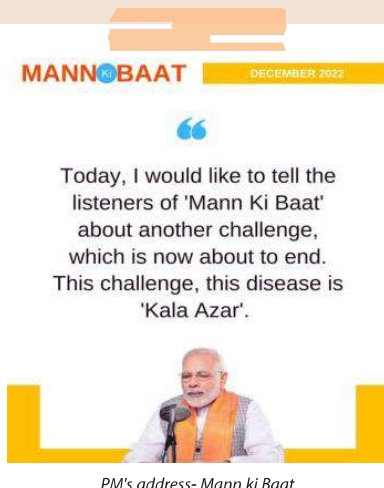 MANN Ki BAAT
DECEMBER 2022
“
Today, I would like to tell the
listeners of 'Mann Ki Baat'
about another challenge,
which is now about to end.
This challenge, this disease is
'Kala Azar'.
PM's address- Mann ki Baat